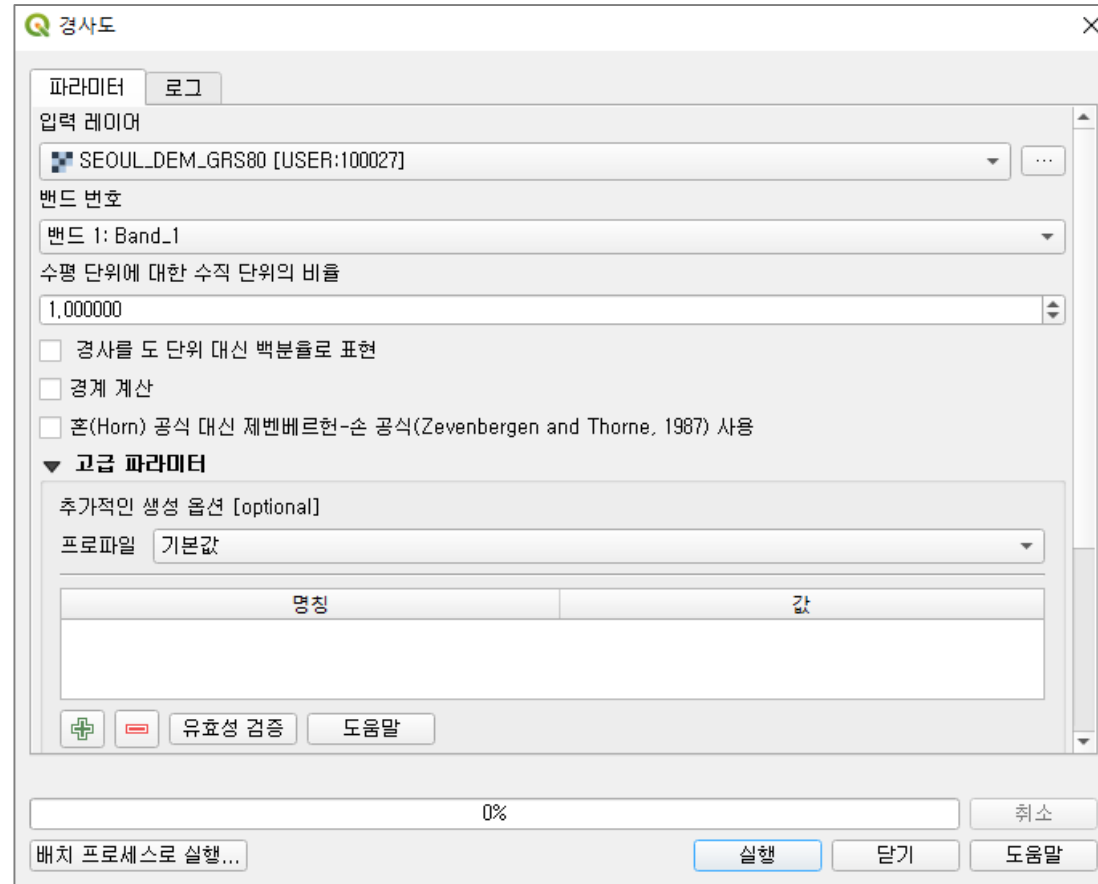 경사도
파라미터 로그
입력 레이어
SEOUL_DEM_GRS80 [USER:100027]
…
밴드 번호
밴드 1: Band_1
수평 단위에 대한 수직 단위의 비율
1,000000
경사를 도 단위 대신 백분율로 표현
경계 계산
혼(Horn) 공식 대신 제벤베르헌-손 공식(Zevenbergen and Thorne, 1987) 사용
고급 파라미터
추가적인 생성 옵션 [optional]
프로파일 기본값
명칭 값
유효성 검증 도움말
0% 취소
배치 프로세스로 실행... 실행 닫기 도움말